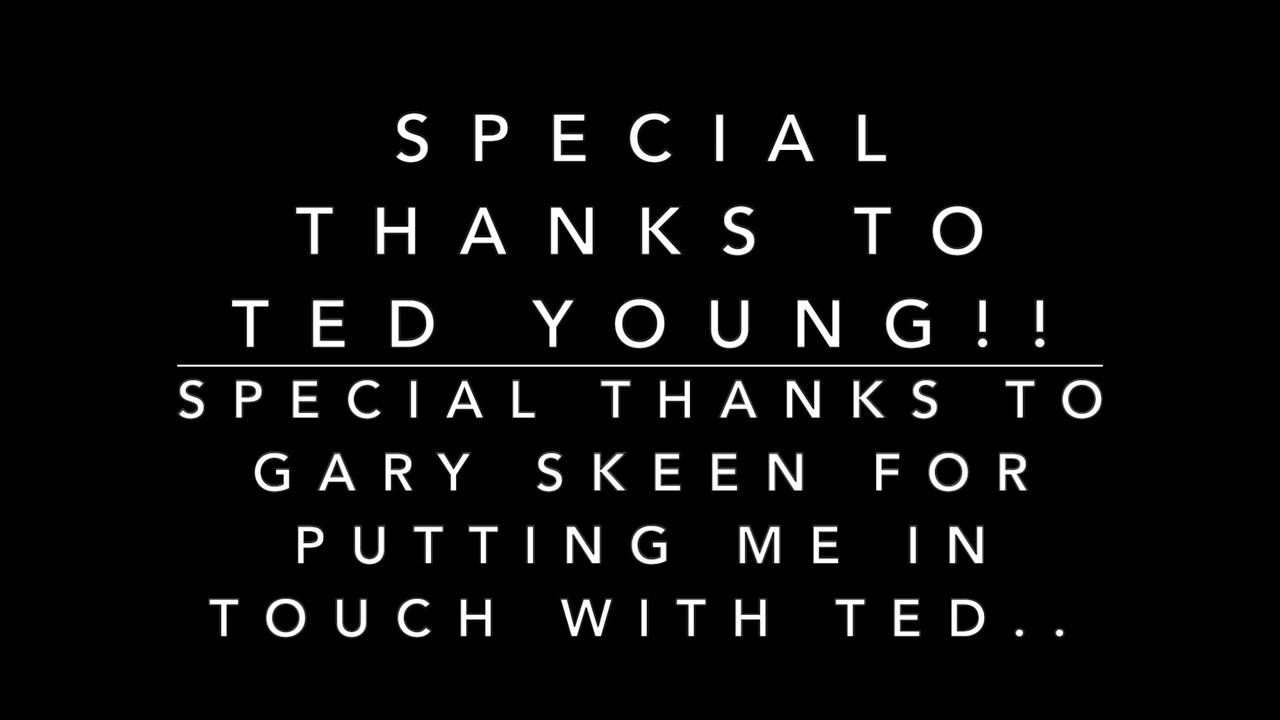 SPECIAL
THANKS TO
TED YOUNG!!
SPECIAL THANKS TO
GARY SKEEN FOR
PUTTING ME IN
TOUCH WITH TED..